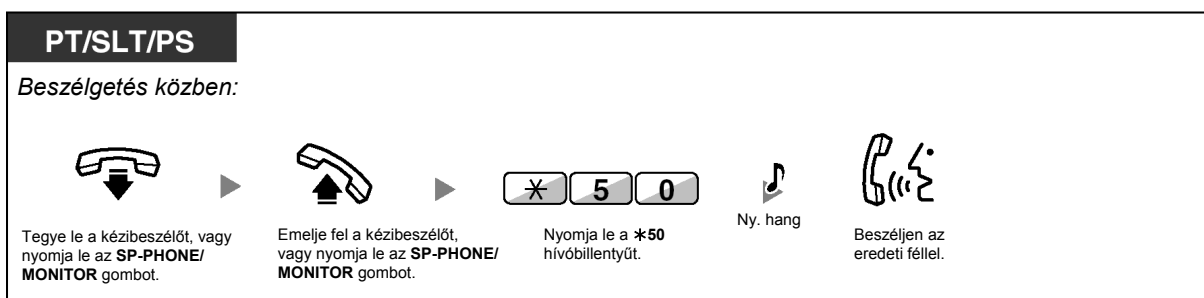 PT/SLT/PS
Beszélgetés közben:
Tegye le a kézibeszélőt, vagy
nyomja le az SP-PHONE/
MONITOR gombot.
Emelje fel a kézibeszélőt,
vagy nyomja le az SP-PHONE/
MONITOR gombot.
* 5 0
Nyomja le a *50
hívóbillentyűt.
Ny. hang
Beszéljen az
eredeti féllel.